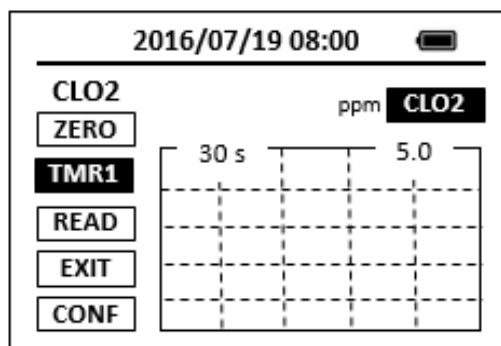 2016/07/19 08:00
CLO2
ppm CLO2
ZERO
30 s 5.0
TMR1
READ
EXIT
CONF